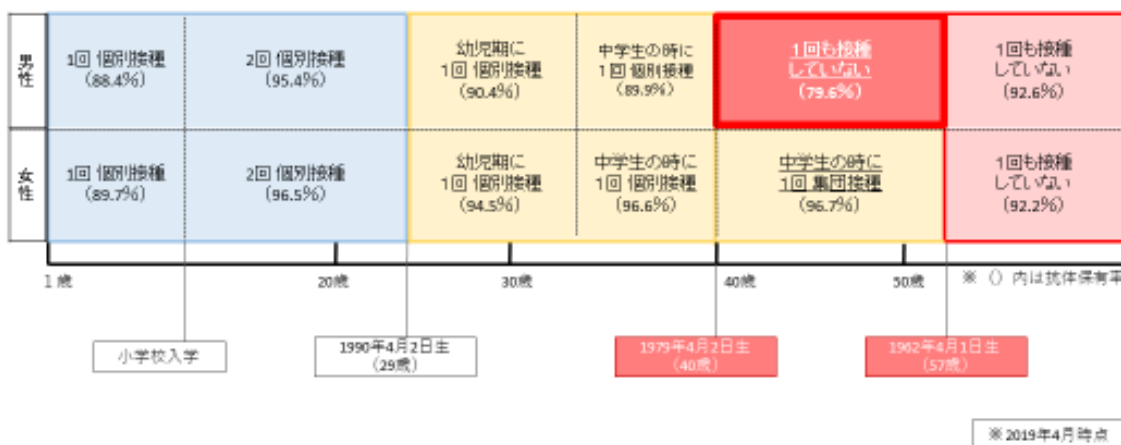 男性
1回 個別接種
(88.4%)
2回 個別接種
(95.4%)
幼児期に
1回 個別接種
(90.4%)
中学生の時に
1回 個別接種
(89.9%)
1回も接種
していない
(79.6%)
1回も接種
していない
(92.6%)
女性
1回 個別接種
(89.7%)
2回 個別接種
(96.5%)
幼児期に
1回 個別接種
(94.5%)
中学生の時に
1回 個別接種
(96.6%)
中学生の時に
1回 集団接種
(96.7%)
1回も接種
していない
(92.2%)
1歳
20歳
30歳
40歳
50歳
※ () 内は抗体保有率
小学校入学
1990年4月2日生
(29歳)
1979年4月2日生
(40歳)
1962年4月1日生
(57歳)
※2019年4月時点